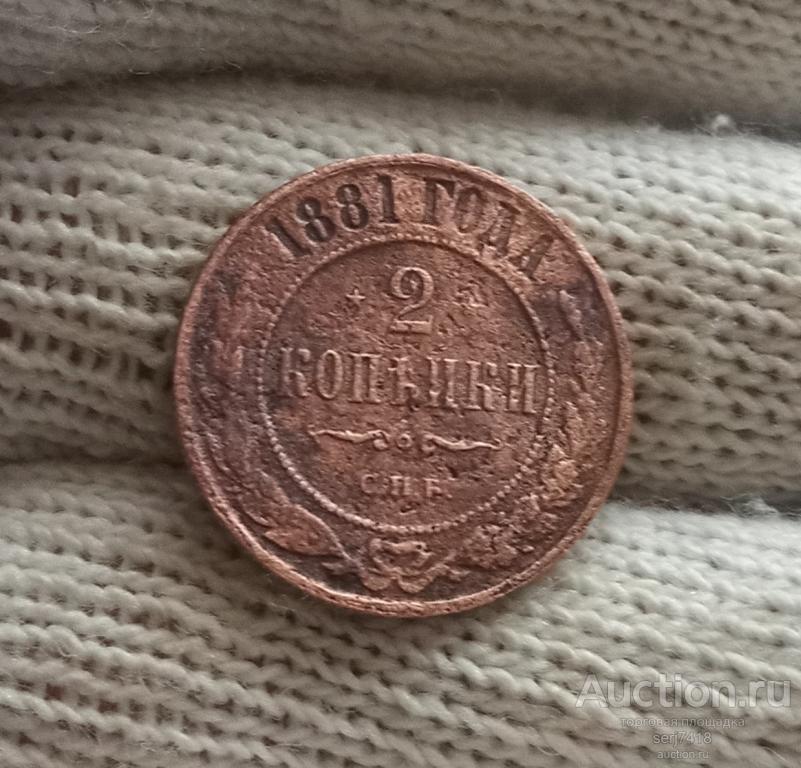 1881 ГОДА
2
КОПѢЙКИ
С.П.Б.
Auction.ru
торговая площадка
serj7418
auction.ru